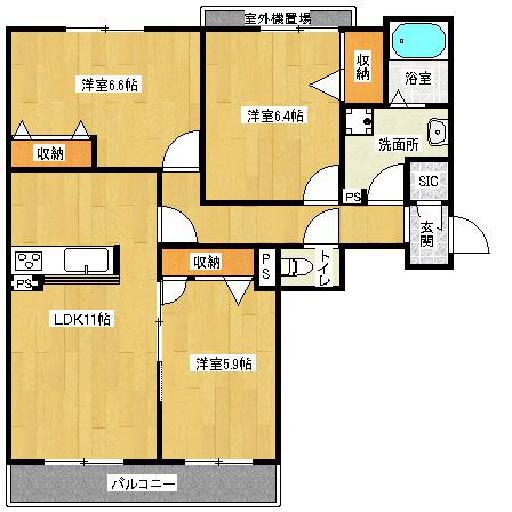 室外機置場
洋室6.6帖
収納
浴室
洋室6.4帖
洗面所
収納
SIC
PS
玄関
収納
PS
トイレ
PS
LDK11帖
洋室5.9帖
バルコニー